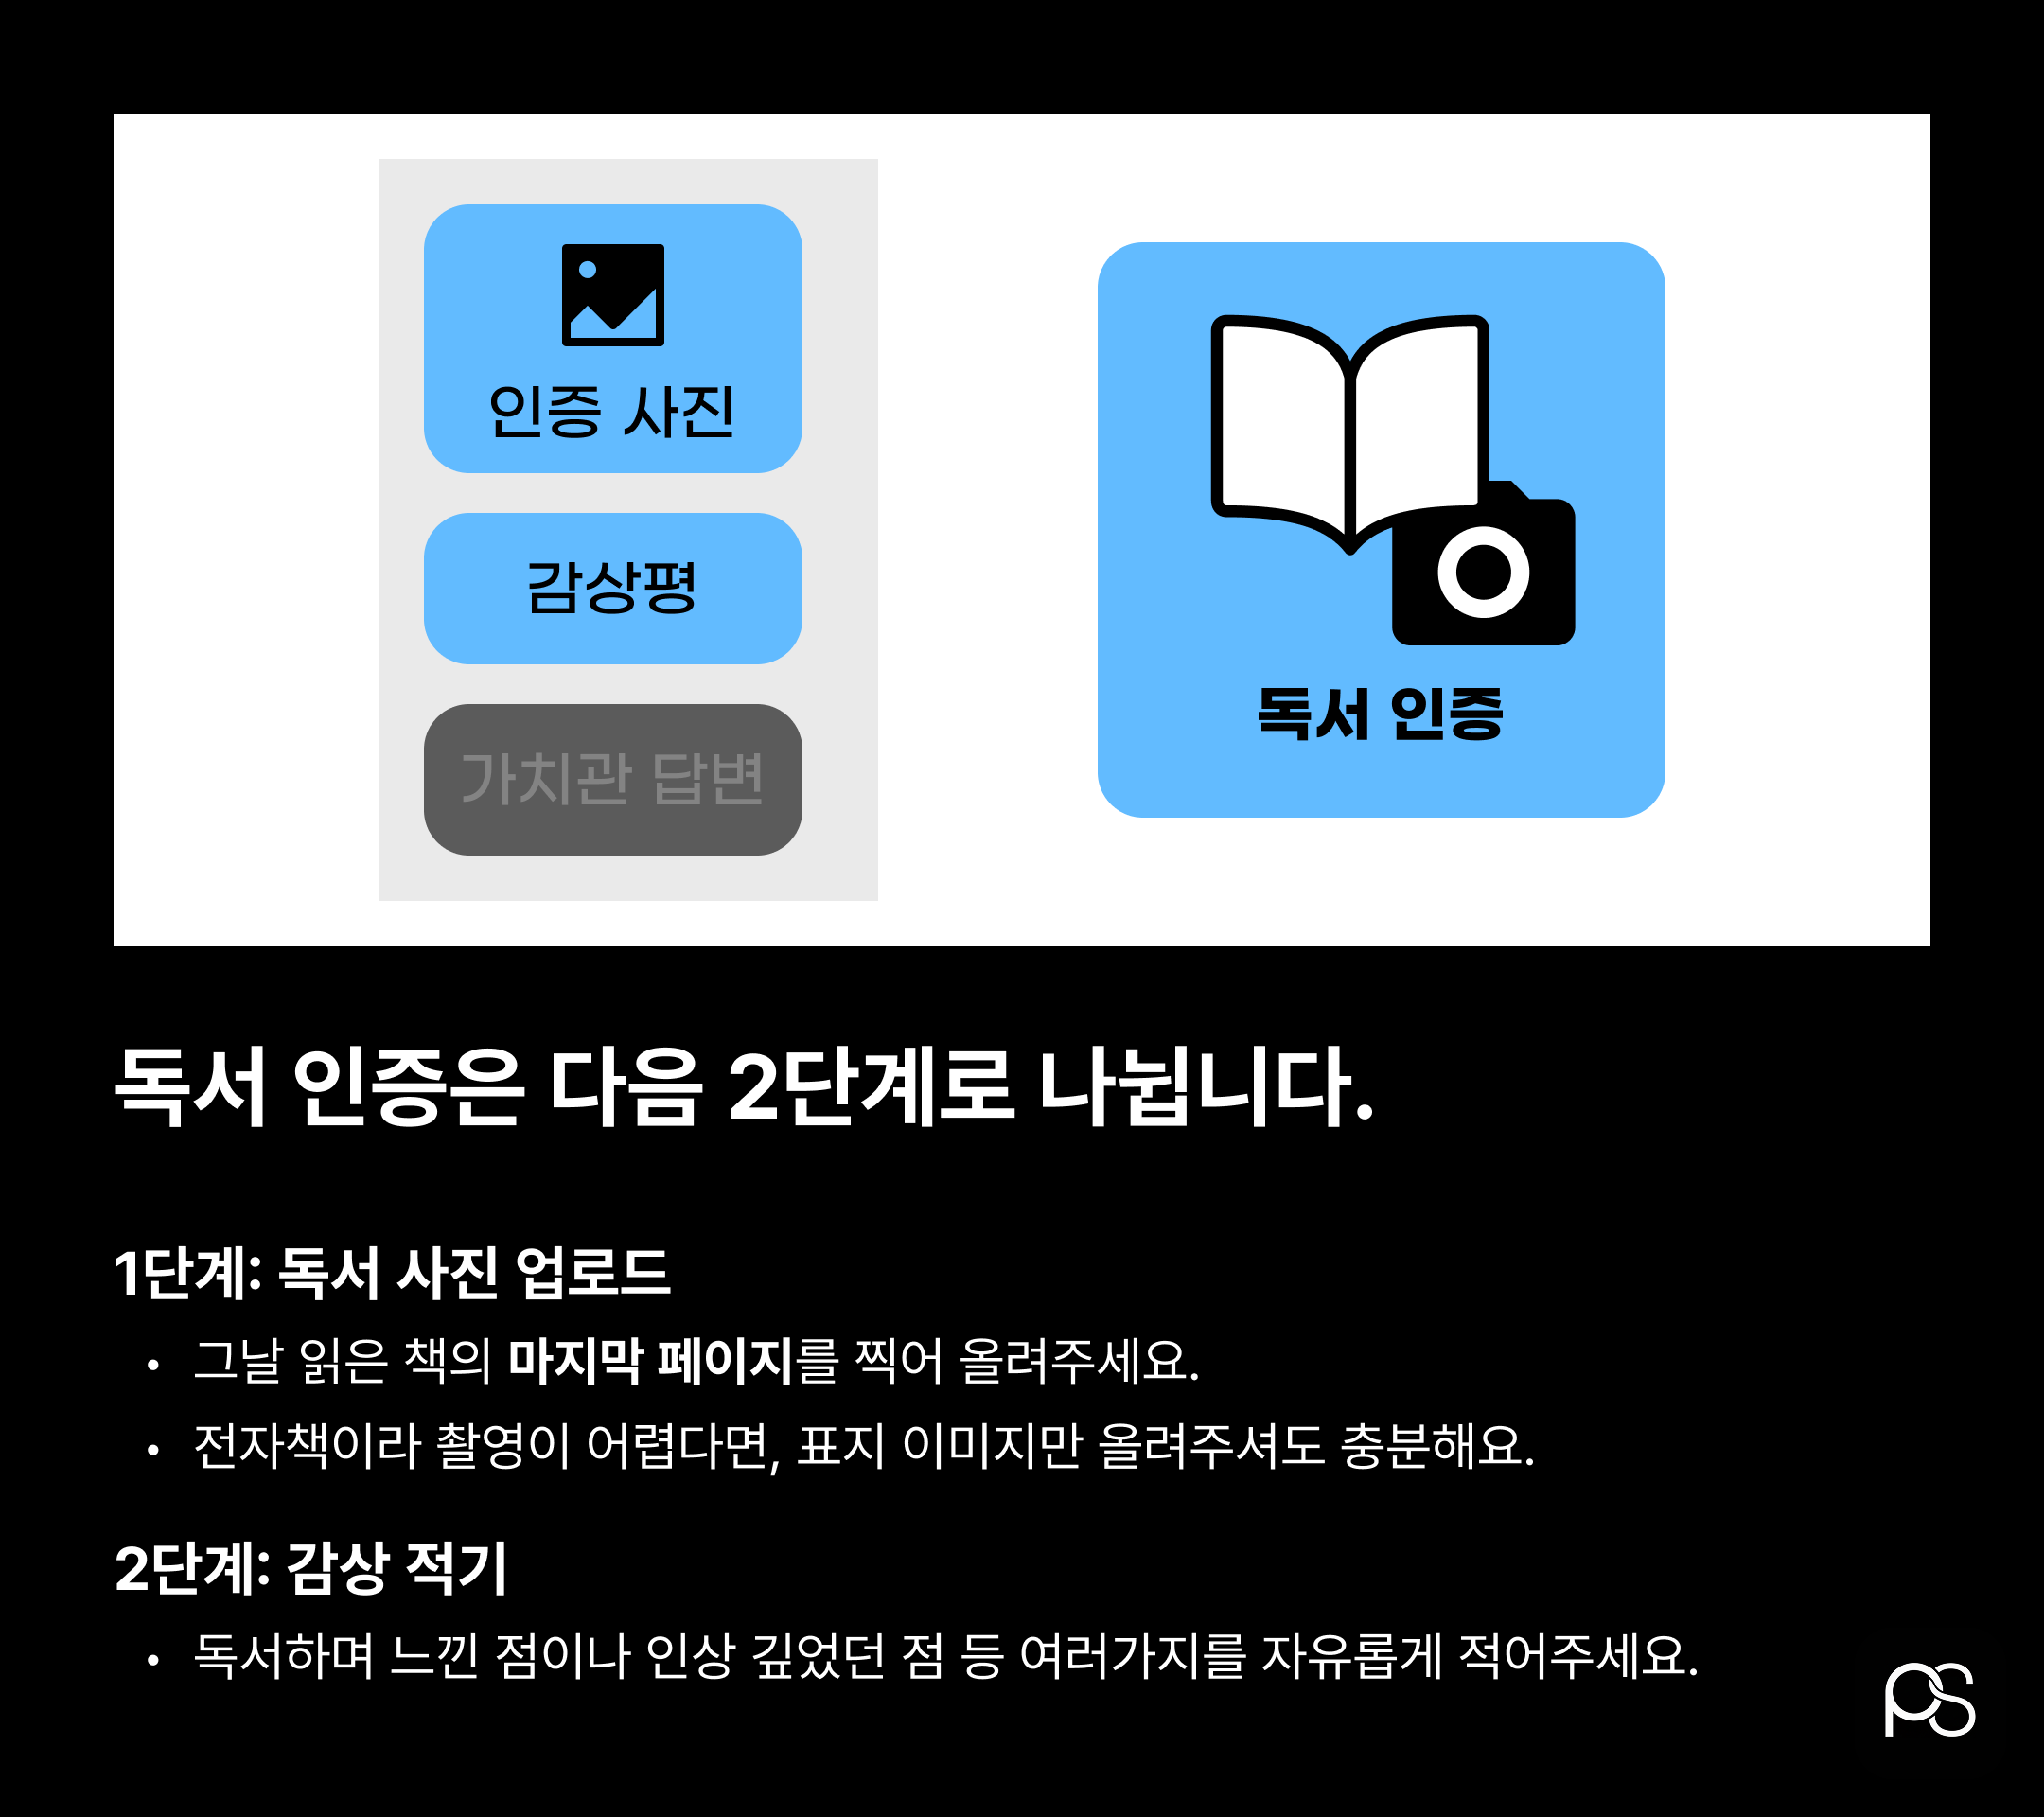 인증 사진
감상평
가치관 답변
독서 인증
독서 인증은 다음 2단계로 나뉩니다.
1단계: 독서 사진 업로드
• 그날 읽은 책의 마지막 페이지를 찍어 올려주세요.
• 전자책이라 촬영이 어렵다면, 표지 이미지만 올려주셔도 충분해요.
2단계: 감상 적기
• 독서하며 느낀 점이나 인상 깊었던 점 등 여러가지를 자유롭게 적어주세요.
PS